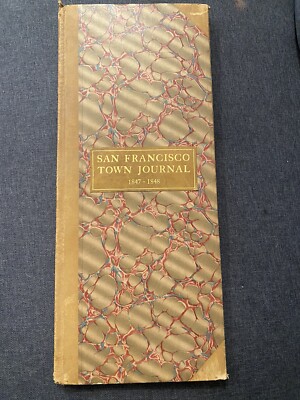 SAN FRANCISCO
TOWN JOURNAL
1847-1848